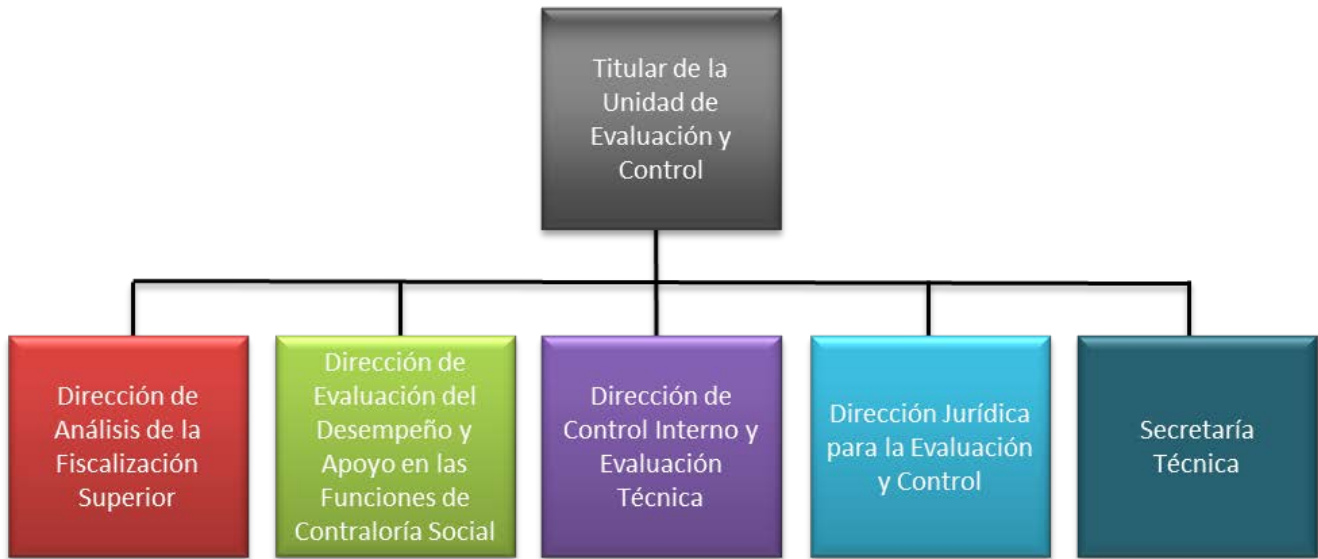 Titular de la
Unidad de
Evaluación y
Control
Dirección de
Análisis de la
Fiscalización
Superior
Dirección de
Evaluación del
Desempeño y
Apoyo en las
Funciones de
Contraloría Social
Dirección de
Control Interno y
Evaluación
Técnica
Dirección Jurídica
para la Evaluación
y Control
Secretaría
Técnica